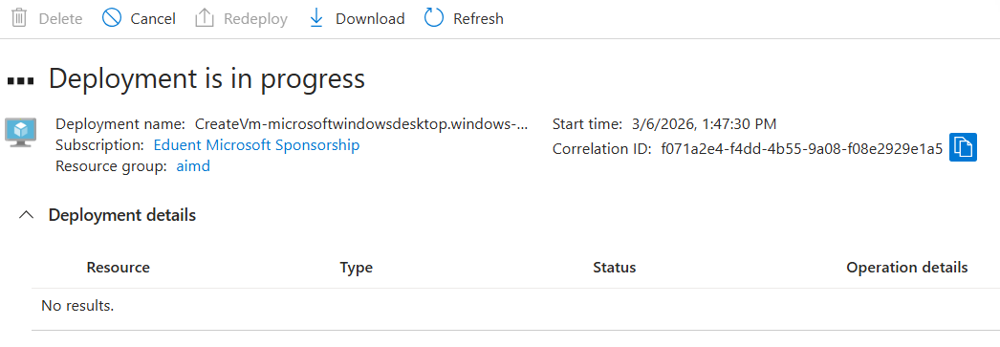 Delete Cancel Redeploy Download Refresh
Deployment is in progress
Deployment name: CreateVm-microsoftwindowsdesktop.windows-...
Subscription: Eduent Microsoft Sponsorship
Resource group: aimd
Start time: 3/6/2026, 1:47:30 PM
Correlation ID: f071a2e4-f4dd-4b55-9a08-f08e2929e1a5
Deployment details
Resource Type Status Operation details
No results.